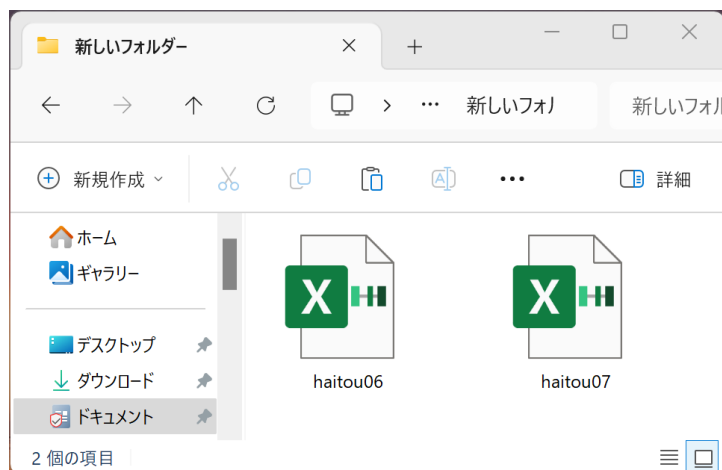 新しいフォルダー
新しいフォ
新しいフォ
新規作成
詳細
ホーム
ギャラリー
デスクトップ
ダウンロード
ドキュメント
haitou06
haitou07
2 個の項目